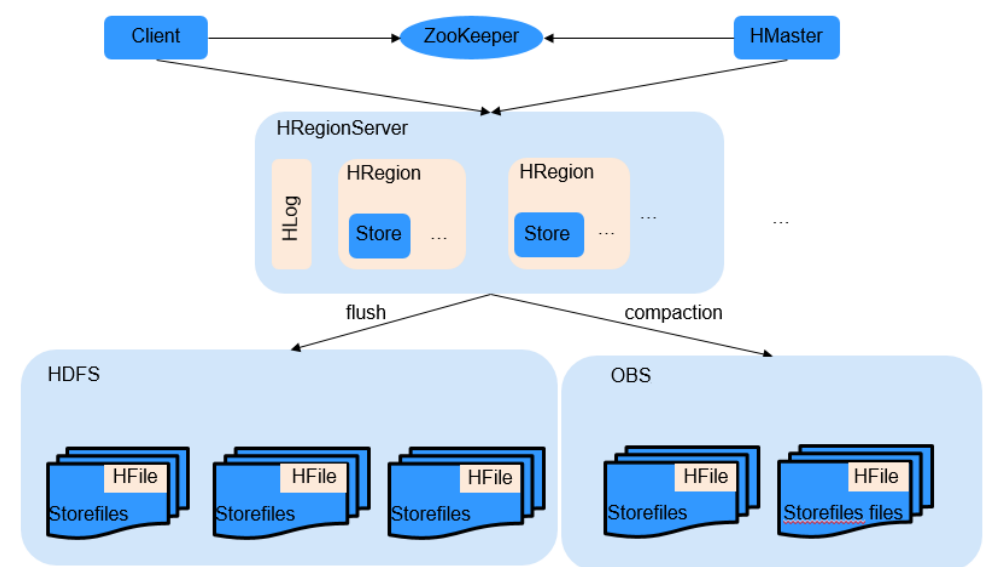 Client
ZooKeeper
HMaster
HRegionServer
HLog
HRegion
Store
...
HRegion
Store
...
...
...
flush
compaction
HDFS
HFile
Storefiles
HFile
Storefiles
HFile
Storefiles
OBS
HFile
Storefiles
HFile
Storefiles files